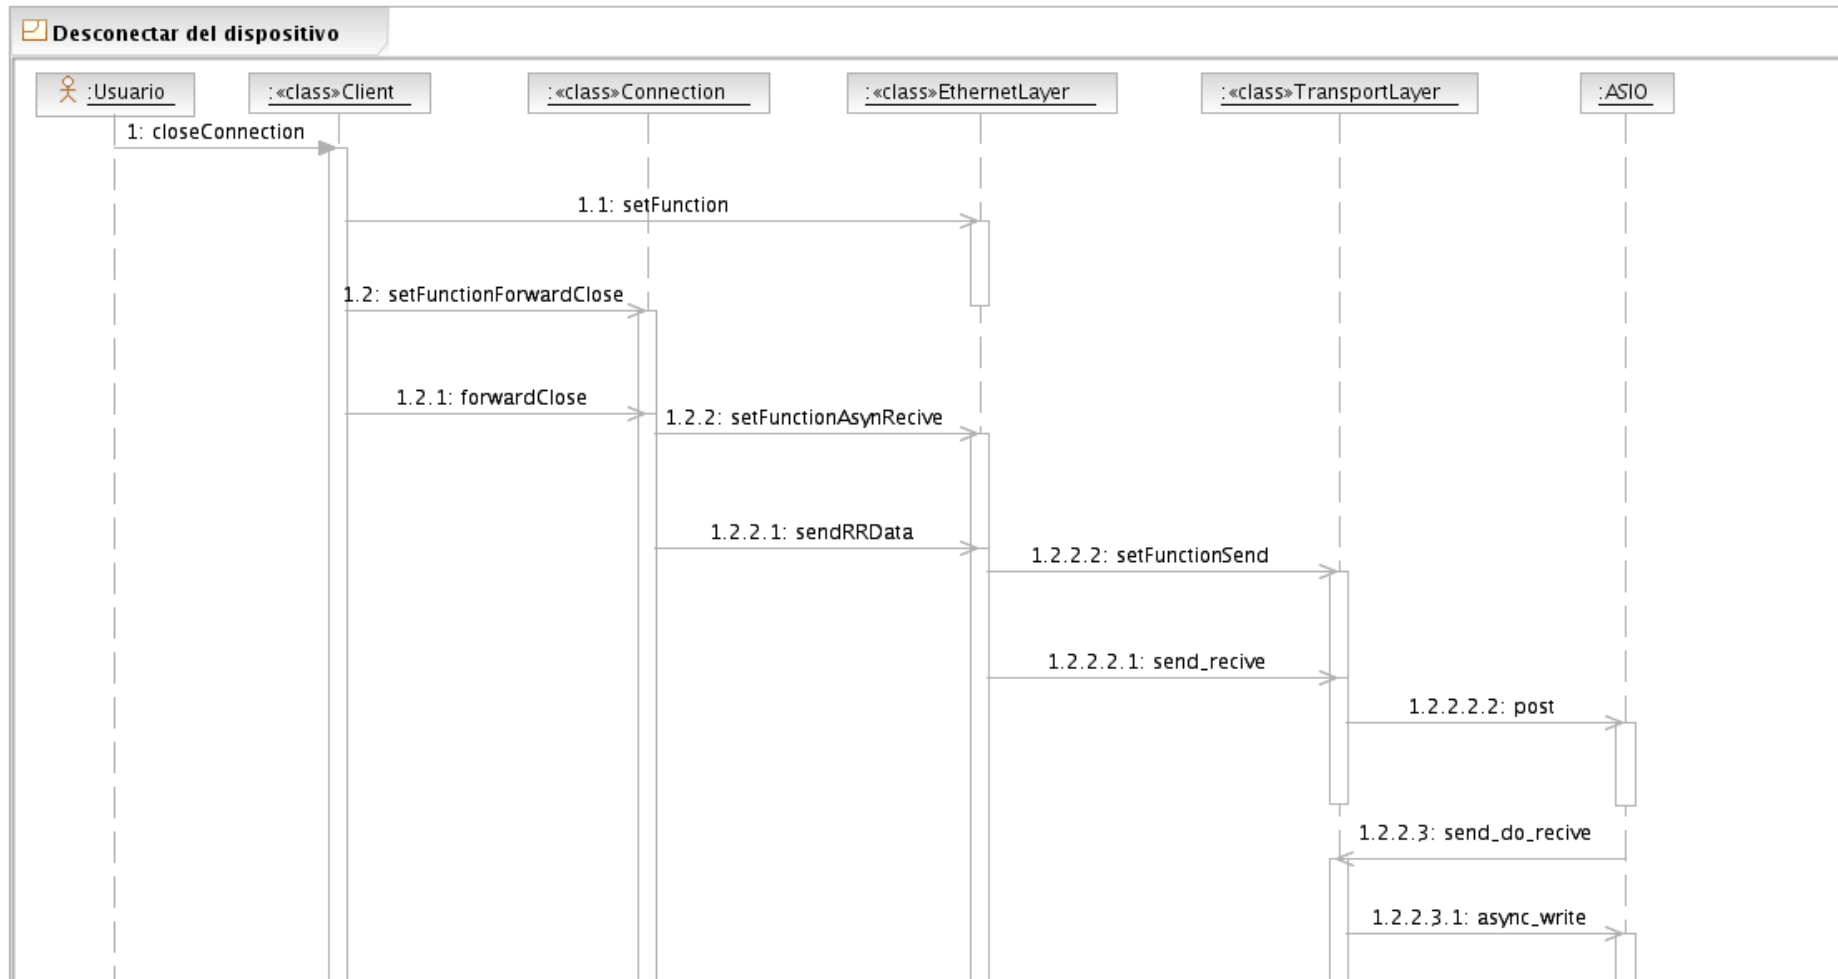 Desconectar del dispositivo
:Usuario
:«class»Client
:«class»Connection
:«class»EthernetLayer
:«class»TransportLayer
:ASIO
1: closeConnection
1.1: setFunction
1.2: setFunctionForwardClose
1.2.1: forwardClose
1.2.2: setFunctionAsynRecive
1.2.2.1: sendRRData
1.2.2.2: setFunctionSend
1.2.2.2.1: send_recive
1.2.2.2.2: post
1.2.2.3: send_do_recive
1.2.2.3.1: async_write